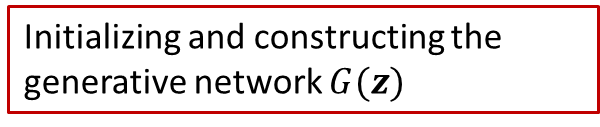 Initializing and constructing the
generative network G(z)